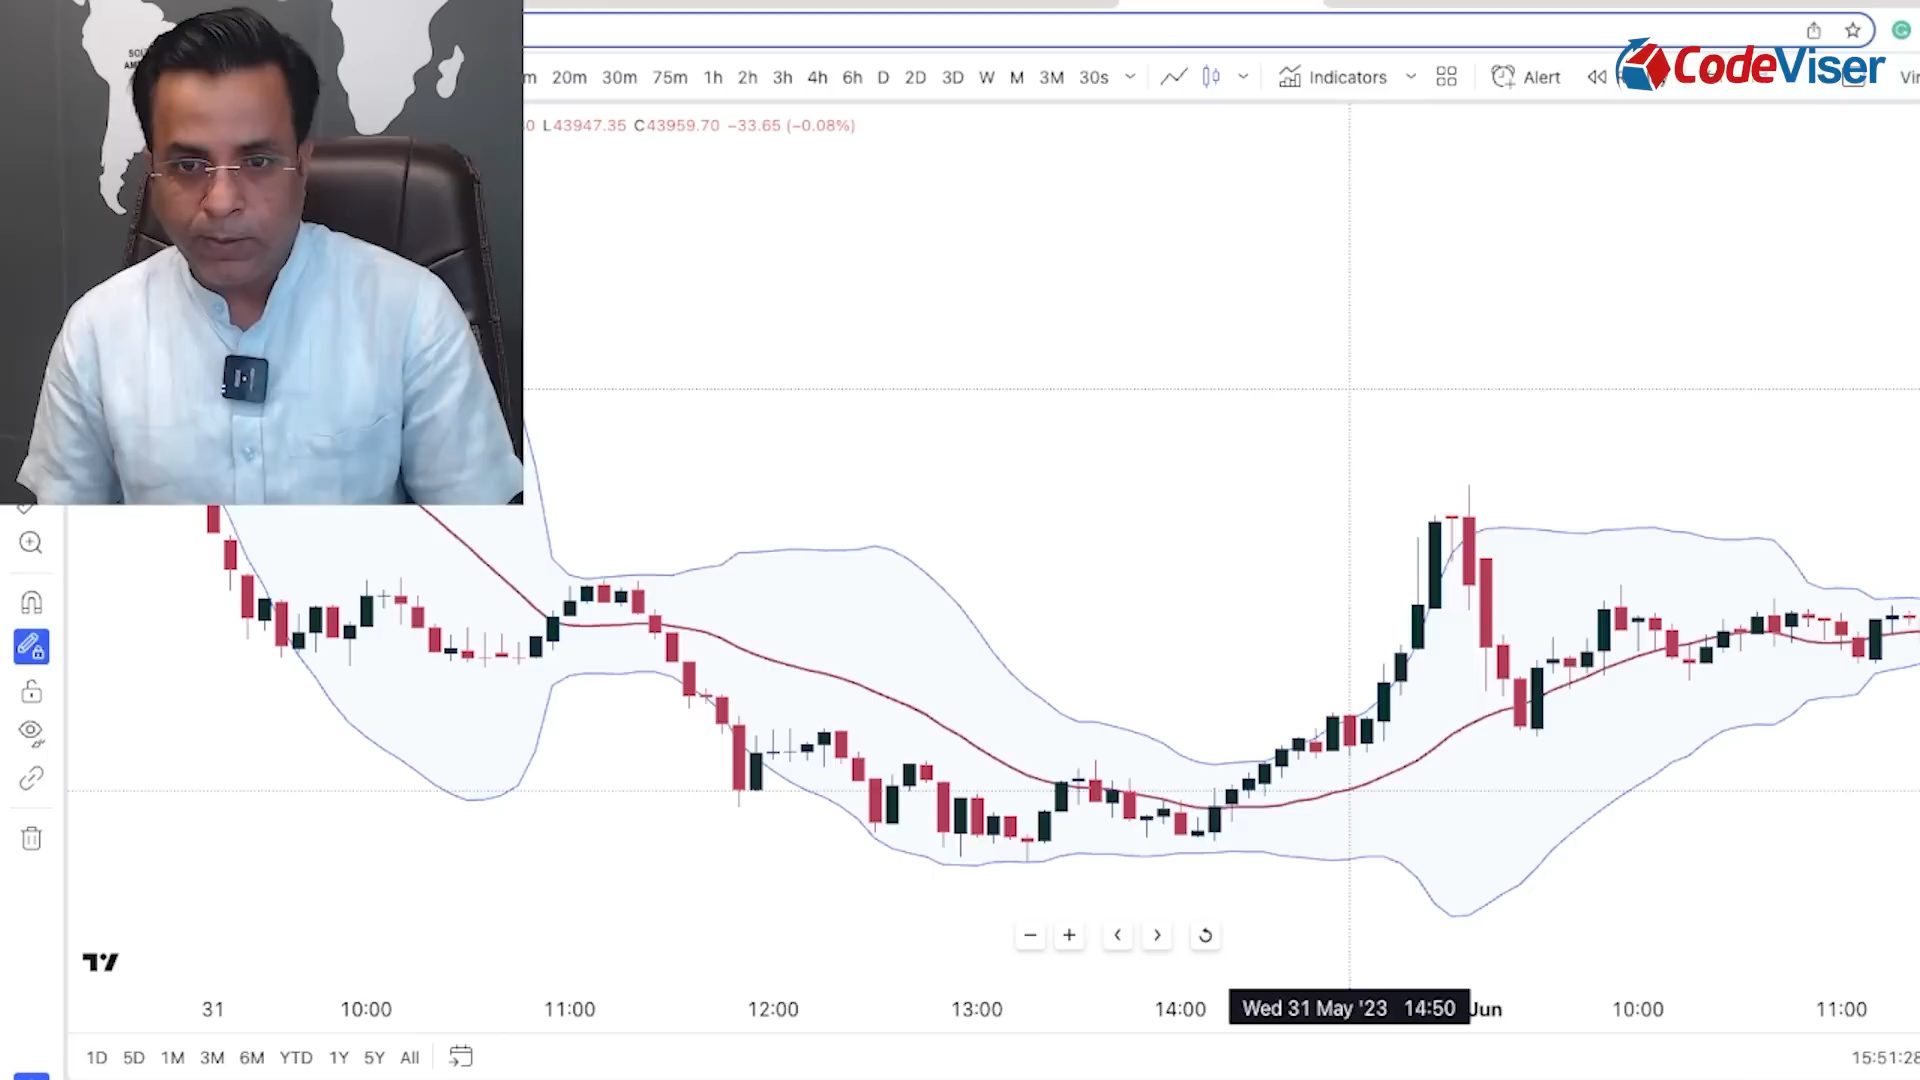 SOU
AM
m 20m 30m 75m 1h 2h 3h 4h 6h D 2D 3D W M 3M 30s Indicators Alert
CodeViser
Vin
0 L43947.35 C43959.70 −33.65 (−0.08%)
31 10:00 11:00 12:00 13:00 14:00 Wed 31 May '23 14:50 Jun 10:00 11:00
1D 5D 1M 3M 6M YTD 1Y 5Y All 15:51:28